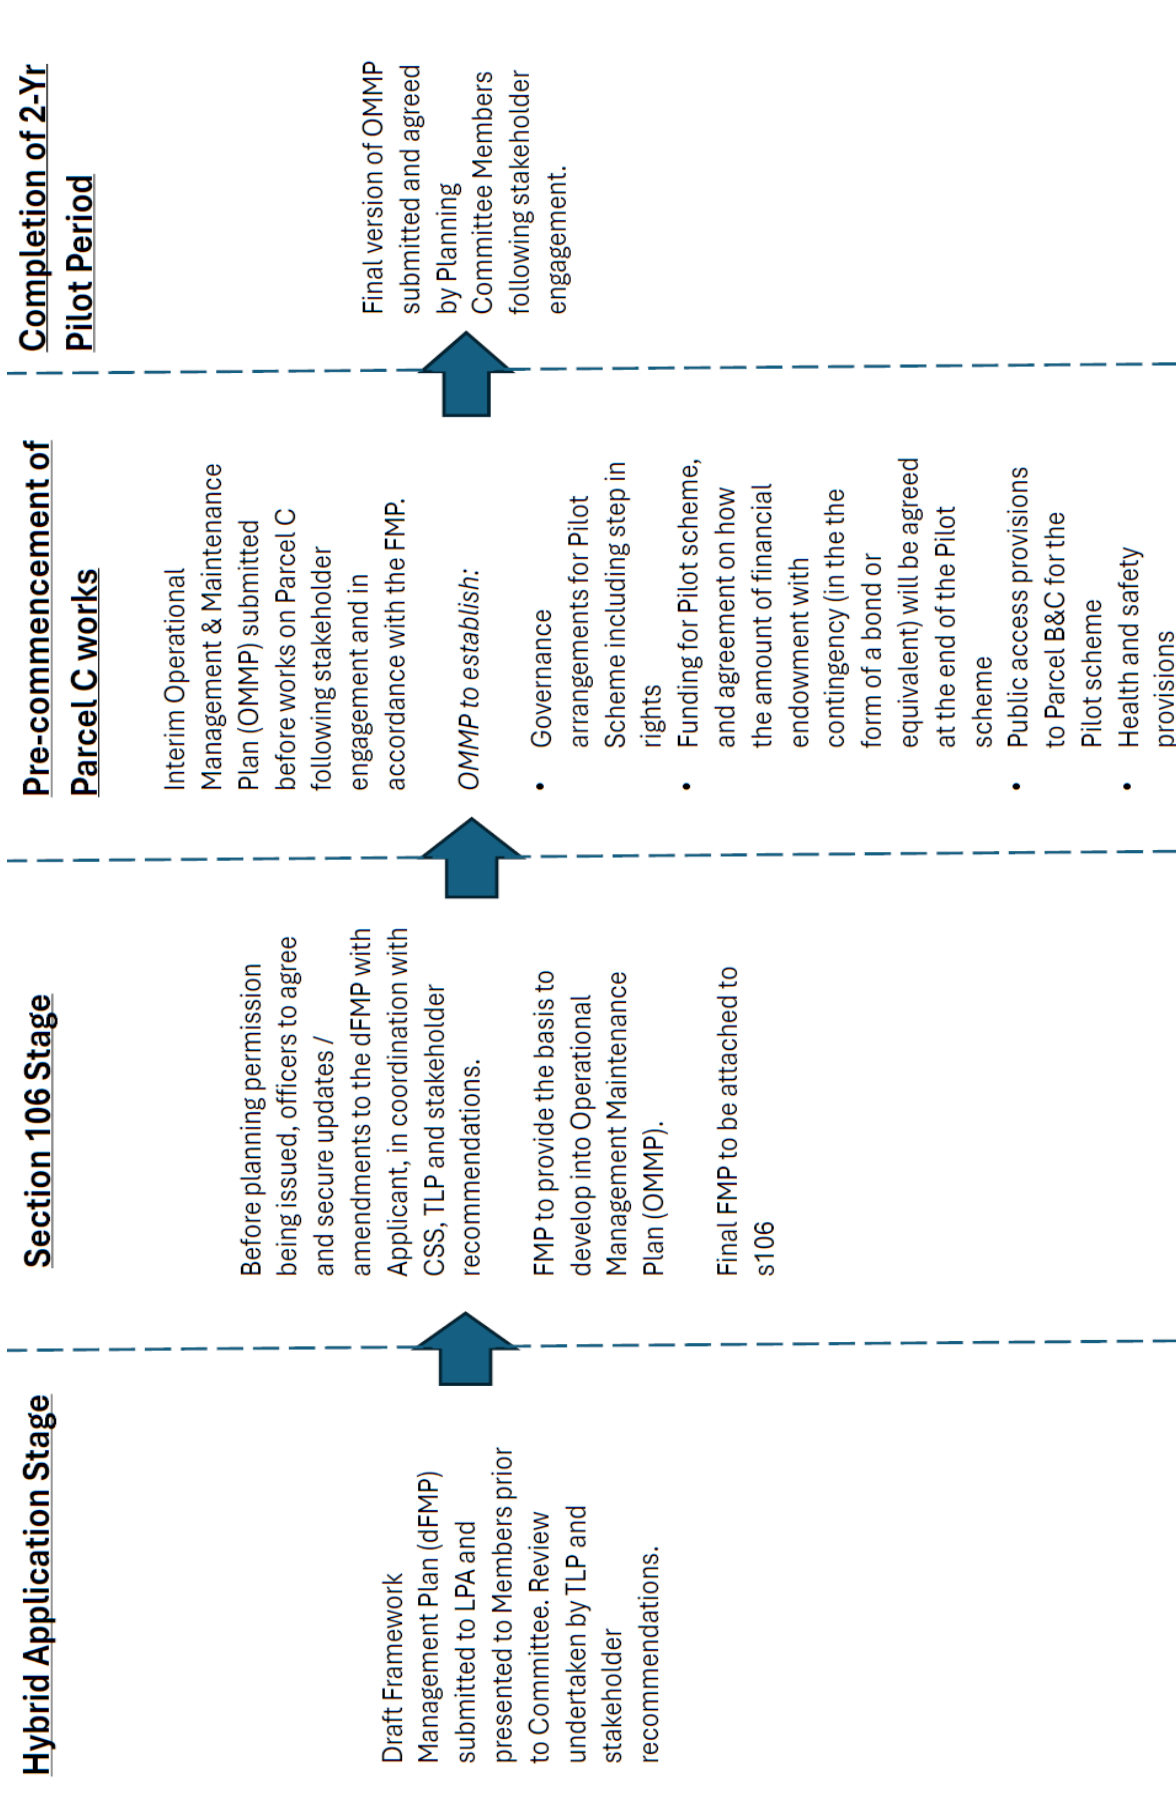 Hybrid Application Stage
Draft Framework
Management Plan (dFMP)
submitted to LPA and
presented to Members prior
to Committee. Review
undertaken by TLP and
stakeholder
recommendations.
Section 106 Stage
Before planning permission
being issued, officers to agree
and secure updates /
amendments to the dFMP with
Applicant, in coordination with
CSS, TLP and stakeholder
recommendations.
FMP to provide the basis to
develop into Operational
Management Maintenance
Plan (OMMP).
Final FMP to be attached to
s106
Pre-commencement of
Parcel C works
Interim Operational
Management & Maintenance
Plan (OMMP) submitted
before works on Parcel C
following stakeholder
engagement and in
accordance with the FMP.
OMMP to establish:
• Governance
arrangements for Pilot
Scheme including step in
rights
• Funding for Pilot scheme,
and agreement on how
the amount of financial
endowment with
contingency (in the the
form of a bond or
equivalent) will be agreed
at the end of the Pilot
scheme
• Public access provisions
to Parcel B&C for the
Pilot scheme
• Health and safety
provisions
Completion of 2-Yr
Pilot Period
Final version of OMMP
submitted and agreed
by Planning
Committee Members
following stakeholder
engagement.